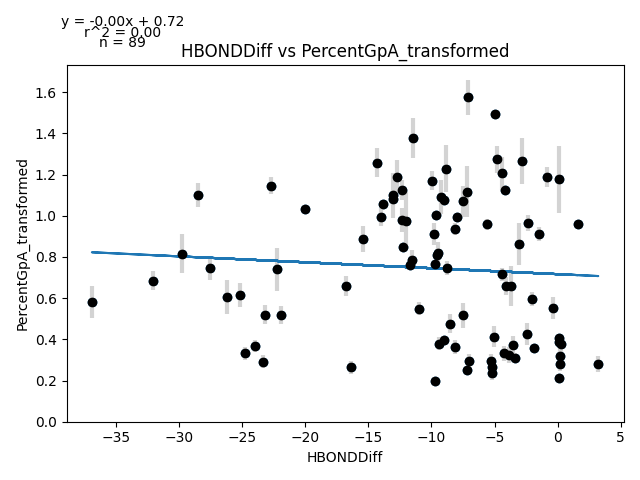 y = -0.00x + 0.72
r^2 = 0.00
n = 89
HBONDDiff vs PercentGpA_transformed
PercentGpA_transformed
1.6
1.4
1.2
1.0
0.8
0.6
0.4
0.2
0.0
−35 −30 −25 −20 −15 −10 −5 0 5
HBONDDiff